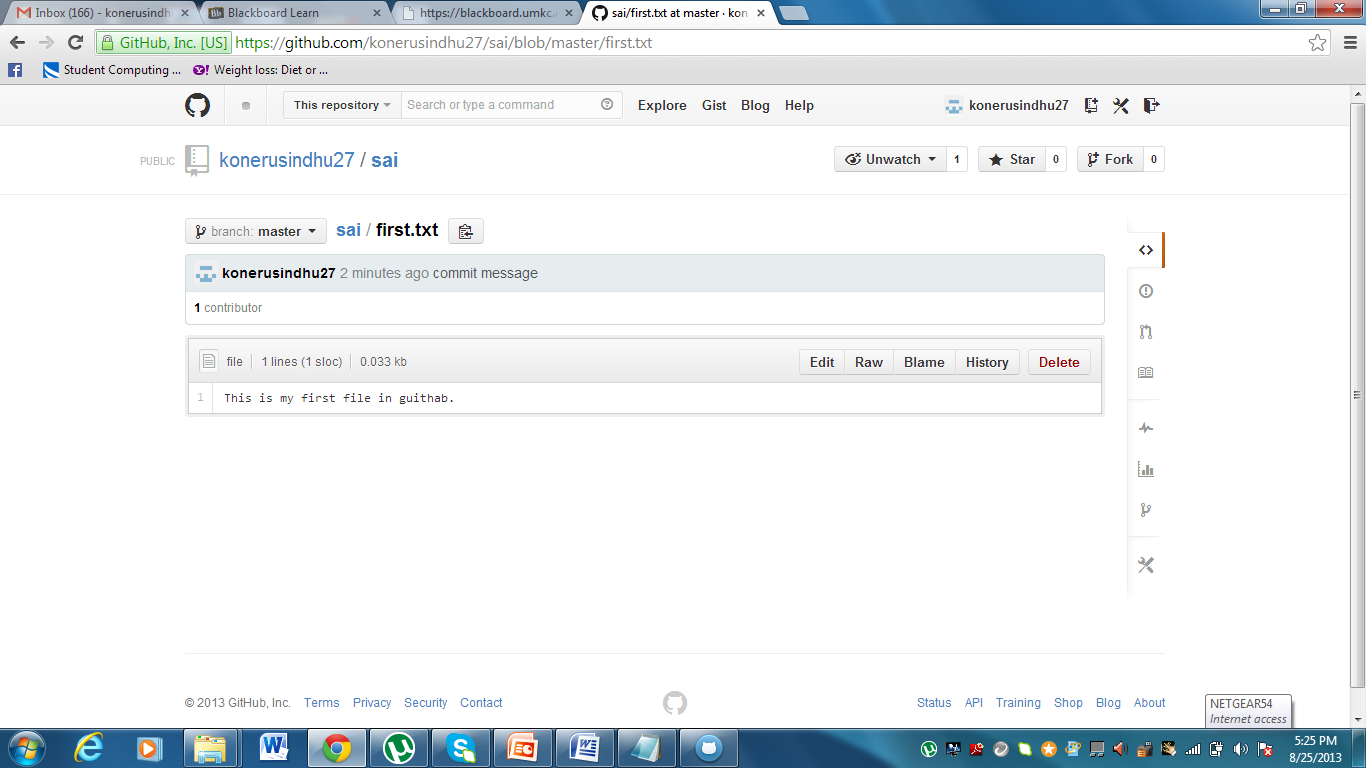 Inbox (166) - konerusindh
Blackboard Learn
https://blackboard.umkc.
sai/first.txt at master · kon
GitHub, Inc. [US] https://github.com/konerusindhu27/sai/blob/master/first.txt
Student Computing ...
Weight loss: Diet or ...
This repository
Search or type a command
Explore
Gist
Blog
Help
konerusindhu27
PUBLIC
konerusindhu27 / sai
Unwatch
1
Star
0
Fork
0
branch: master
sai / first.txt
konerusindhu27 2 minutes ago commit message
1 contributor
file
1 lines (1 sloc)
0.033 kb
Edit
Raw
Blame
History
Delete
1
This is my first file in guithab.
© 2013 GitHub, Inc.
Terms
Privacy
Security
Contact
Status
API
Training
Shop
Blog
About
NETGEAR54
Internet access
5:25 PM
8/25/2013